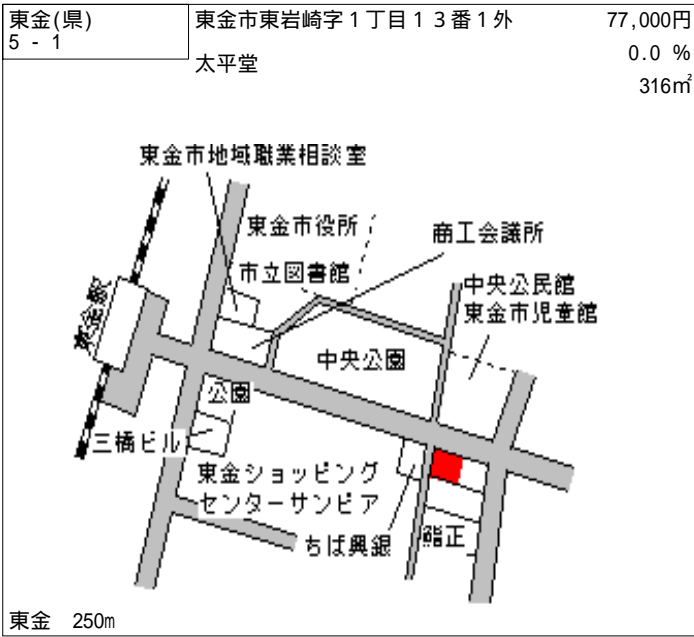 東金(県)
5 - 1
東金市東岩崎字１丁目１３番１外
77,000円
太平堂
0.0 %
316㎡
東金市地域職業相談室
東金市役所
商工会議所
市立図書館
中央公民館
東金市児童館
東金駅
中央公園
公園
三橋ビル
東金ショッピング
センターサンピア
ちば興銀
鮨正
東金 250m